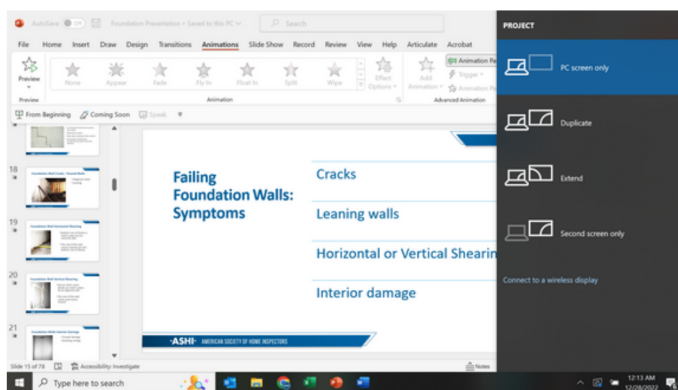 AutoSave Off Foundation Presentation • Saved to this PC Search
File Home Insert Draw Design Transitions Animations Slide Show Record Review View Help Articulate Acrobat
Preview None Appear Fade Fly In Float In Split Wipe Effect Options Add Animation Animation Pa
Trigger
Animation Pa
Preview Animation Advanced Animation
From Beginning Coming Soon Speak
18
19
20
21
Failing
Foundation Walls:
Symptoms
Cracks
Leaning walls
Horizontal or Vertical Shearin
Interior damage
ASHI AMERICAN SOCIETY OF HOME INSPECTORS
Slide 15 of 78 Accessibility: Investigate Notes
Type here to search
12:13 AM
12/28/2022
PROJECT
PC screen only
Duplicate
Extend
Second screen only
Connect to a wireless display